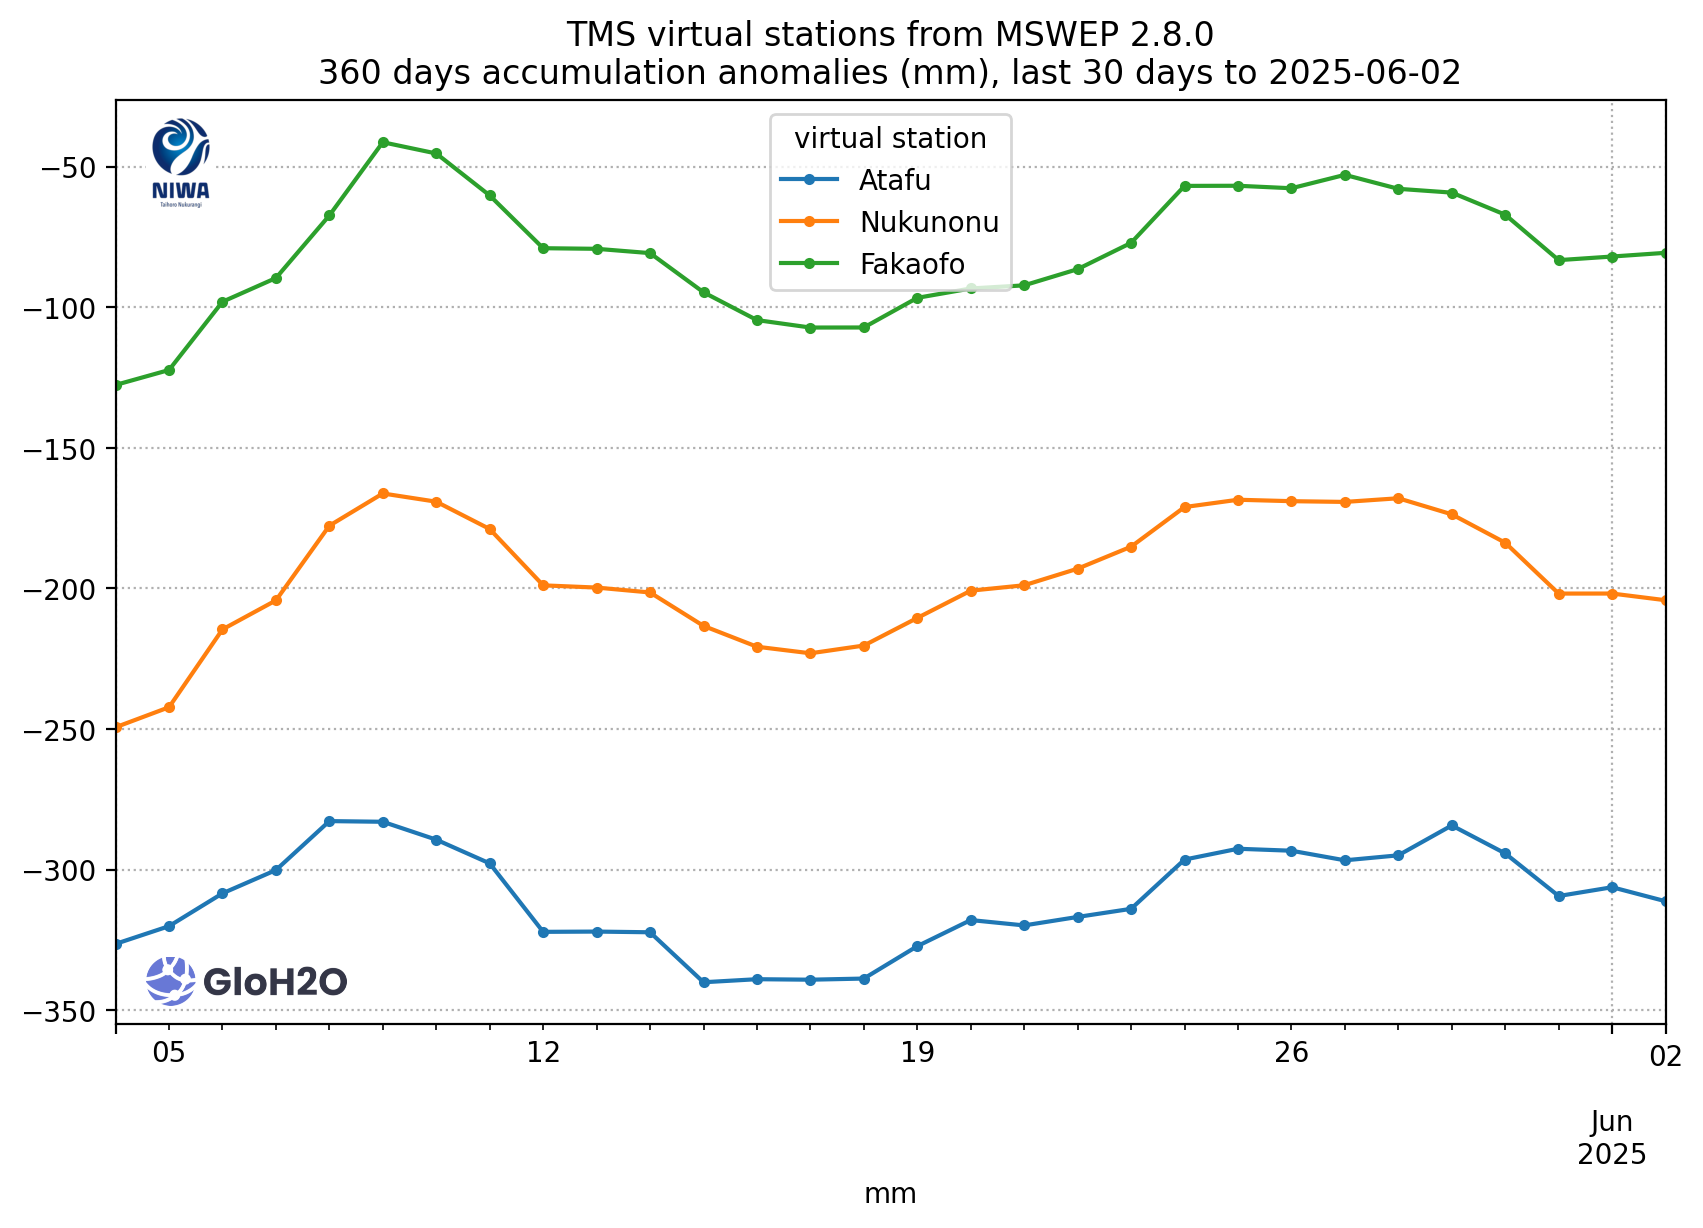 TMS virtual stations from MSWEP 2.8.0
360 days accumulation anomalies (mm), last 30 days to 2025-06-02
NIWA
Taihoro Nukurangi
virtual station
Atafu
Nukunonu
Fakaofo
−50
−100
−150
−200
−250
−300
−350
GloH2O
05 12 19 26 02
Jun
2025
mm